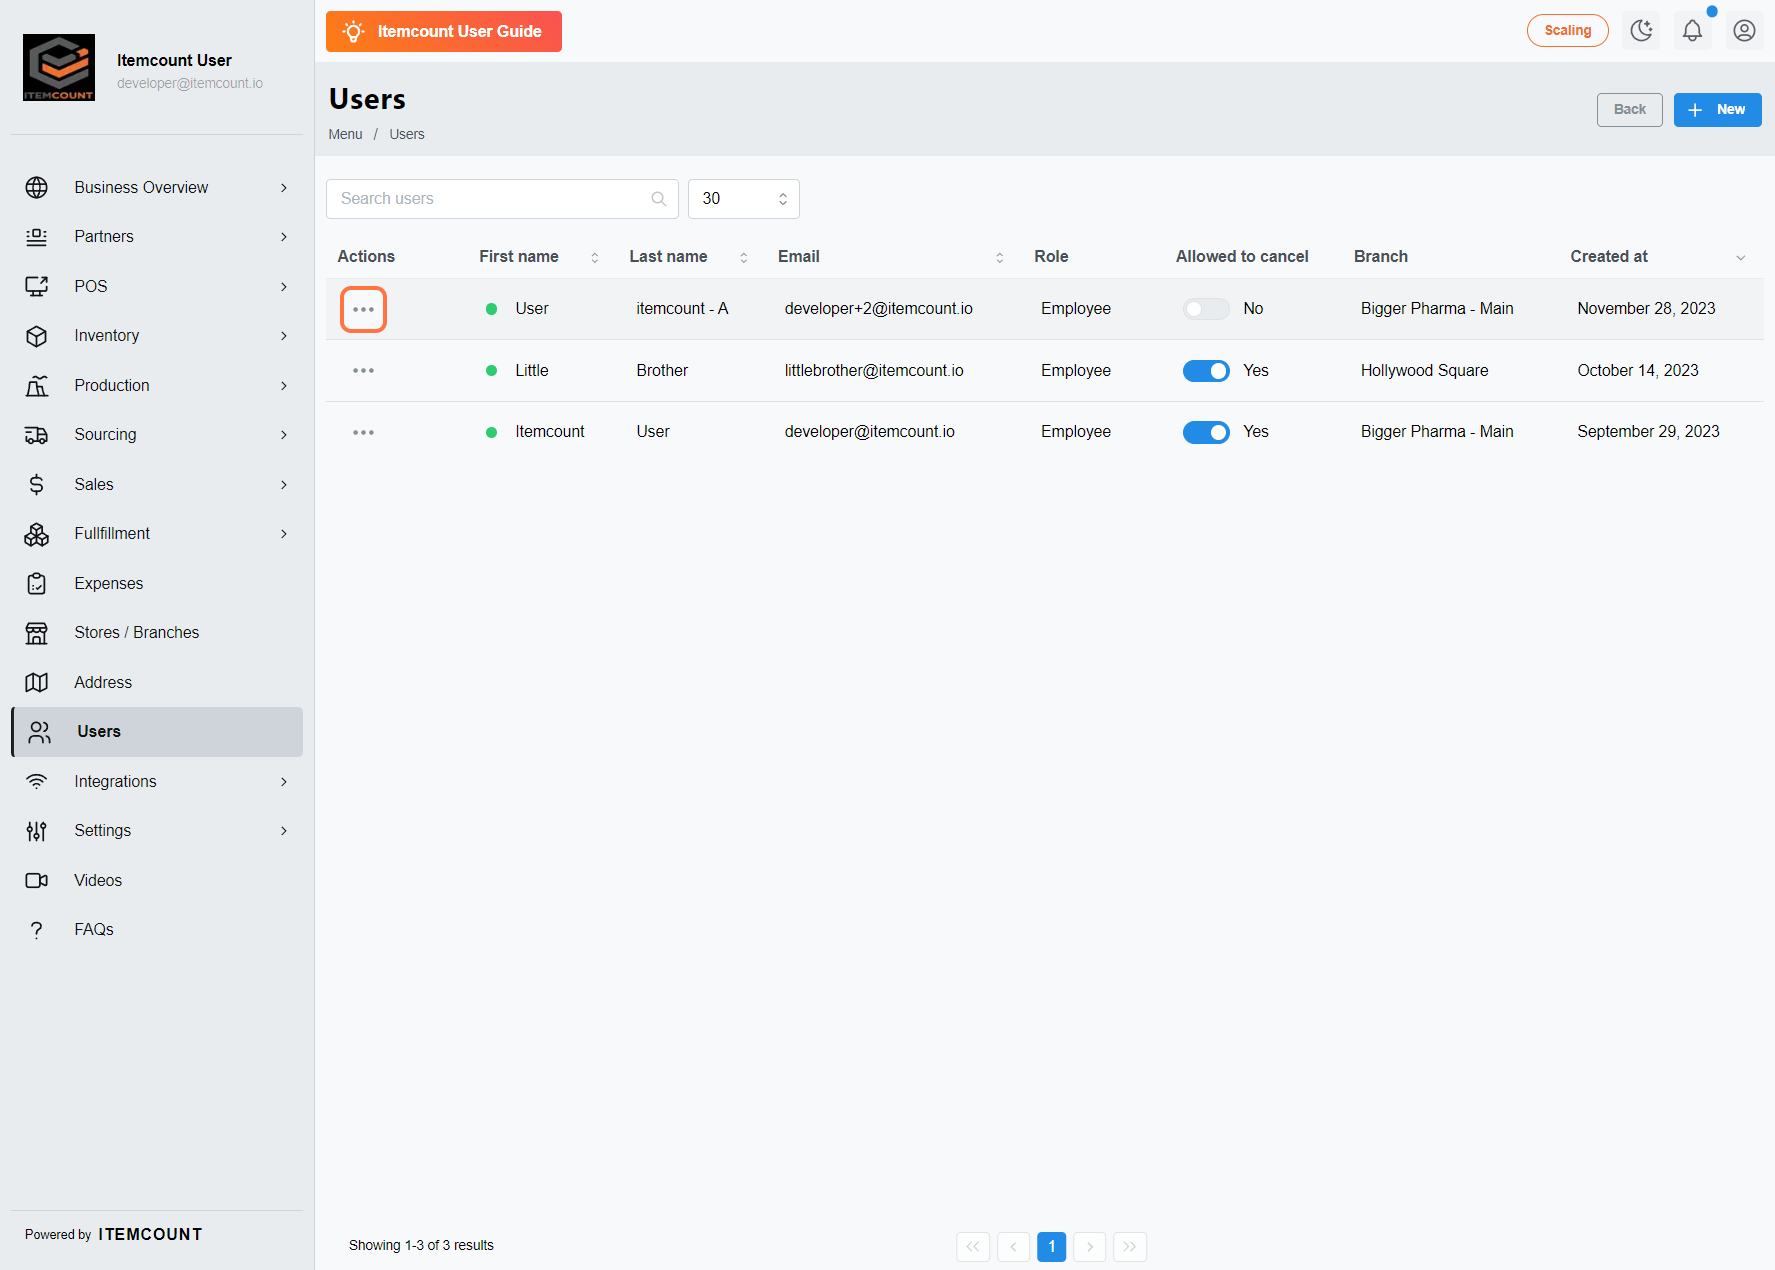 ITEMCOUNT
Itemcount User
developer@itemcount.io
Business Overview
Partners
POS
Inventory
Production
Sourcing
Sales
Fullfillment
Expenses
Stores / Branches
Address
Users
Integrations
Settings
Videos
FAQs
Powered by ITEMCOUNT
Itemcount User Guide
Scaling
Users
Menu / Users
Back
New
Search users
30
Actions First name Last name Email Role Allowed to cancel Branch Created at
User itemcount - A developer+2@itemcount.io Employee No Bigger Pharma - Main November 28, 2023
Little Brother littlebrother@itemcount.io Employee Yes Hollywood Square October 14, 2023
Itemcount User developer@itemcount.io Employee Yes Bigger Pharma - Main September 29, 2023
Showing 1-3 of 3 results
1